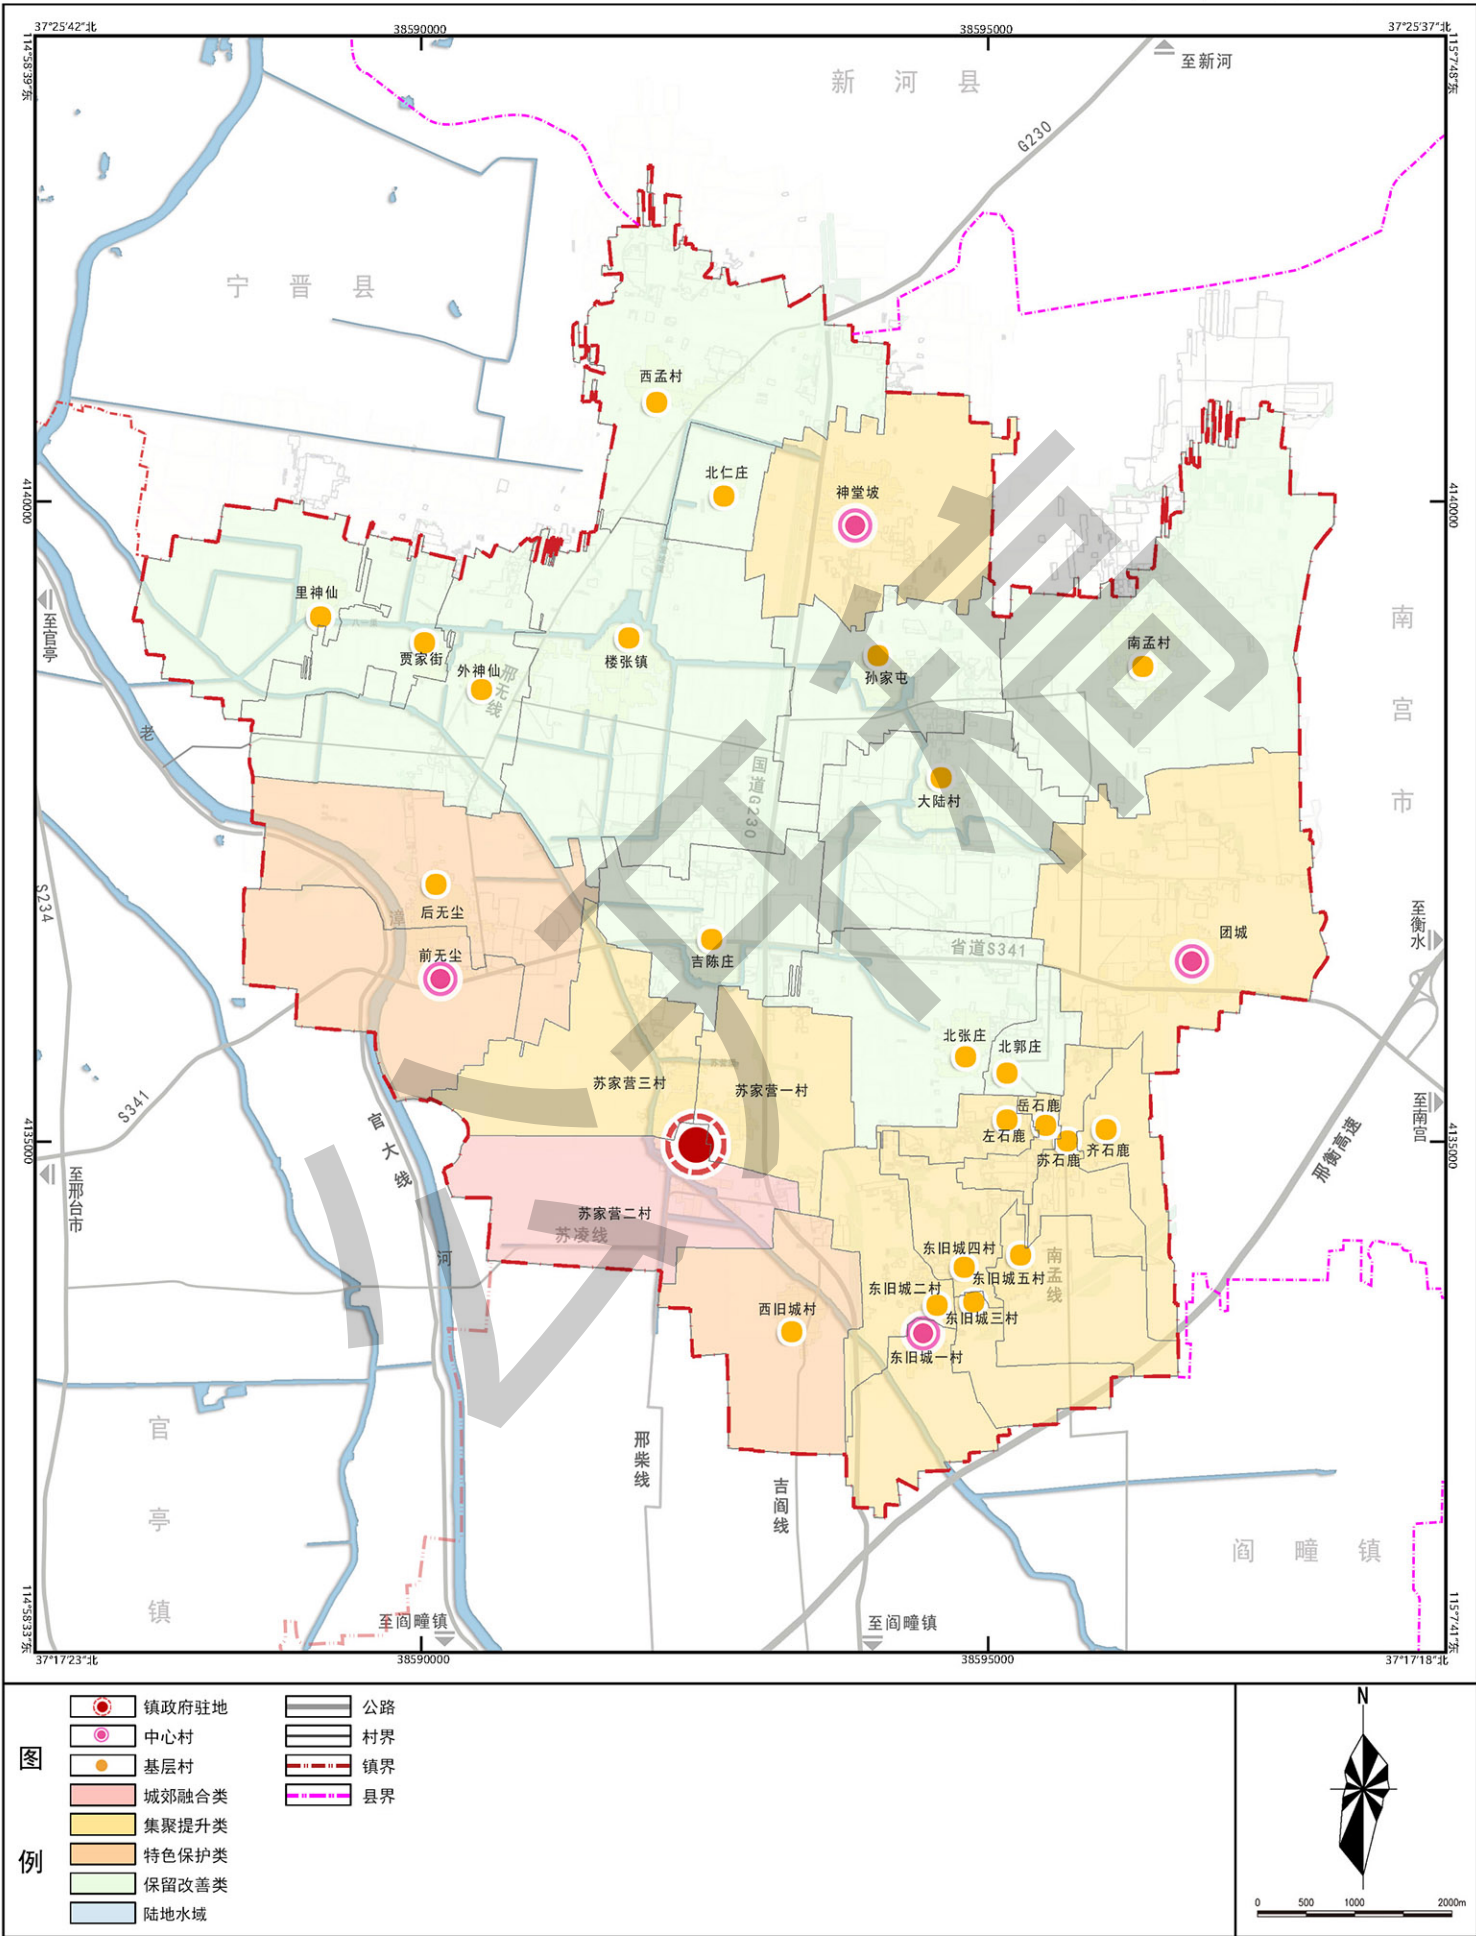 37°25′42″北
38590000
38595000
37°25′37″北
114°58′39″东
115°7′48″东
新河县
至新河
G230
宁晋县
西孟村
北仁庄
神堂坡
4140000
4140000
里神仙
贾家街
外神仙
楼张镇
孙家屯
南孟村
至官亭
邢无线
南宫市
老
国道G230
大陆村
S234
后无尘
漳
前无尘
吉陈庄
省道S341
团城
至衡水
北张庄
北郭庄
苏家营三村
苏家营一村
S341
岳石鹿
左石鹿
苏石鹿
齐石鹿
4135000
4135000
至南宫
邢衡高速
官大线
至邢台市
苏家营二村
苏凌线
河
东旧城四村
东旧城五村
南孟线
东旧城二村
东旧城三村
西旧城村
东旧城一村
官亭镇
邢柴线
吉阎线
阎疃镇
至阎疃镇
至阎疃镇
114°58′33″东
115°7′41″东
37°17′23″北
38590000
38595000
37°17′18″北
公示草稿
图例
镇政府驻地
中心村
基层村
城郊融合类
集聚提升类
特色保护类
保留改善类
陆地水域
公路
村界
镇界
县界
N
0 500 1000 2000m